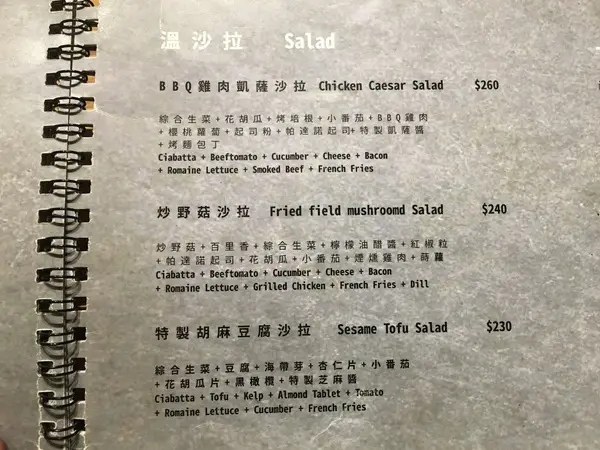 溫沙拉 Salad
BBQ雞肉凱薩沙拉 Chicken Caesar Salad $260
綜合生菜+花胡瓜+烤培根+小番茄+BBQ雞肉
+櫻桃蘿蔔+起司粉+帕達諾起司+特製凱薩醬
+烤麵包丁
Ciabatta + Beeftomato + Cucumber + Cheese + Bacon
+ Romaine Lettuce + Smoked Beef + French Fries
炒野菇沙拉 Fried field mushroomd Salad $240
炒野菇+百里香+綜合生菜+檸檬油醋醬+紅椒粒
+帕達諾起司+花胡瓜+小番茄+煙燻雞肉+蒔蘿
Ciabatta + Beeftomato + Cucumber + Cheese + Bacon
+ Romaine Lettuce + Grilled Chicken + French Fries + Dill
特製胡麻豆腐沙拉 Sesame Tofu Salad $230
綜合生菜+豆腐+海帶芽+杏仁片+小番茄
+花胡瓜片+黑橄欖+特製芝麻醬
Ciabatta + Tofu + Kelp + Almond Tablet + Tomato
+ Romaine Lettuce + Cucumber + French Fries